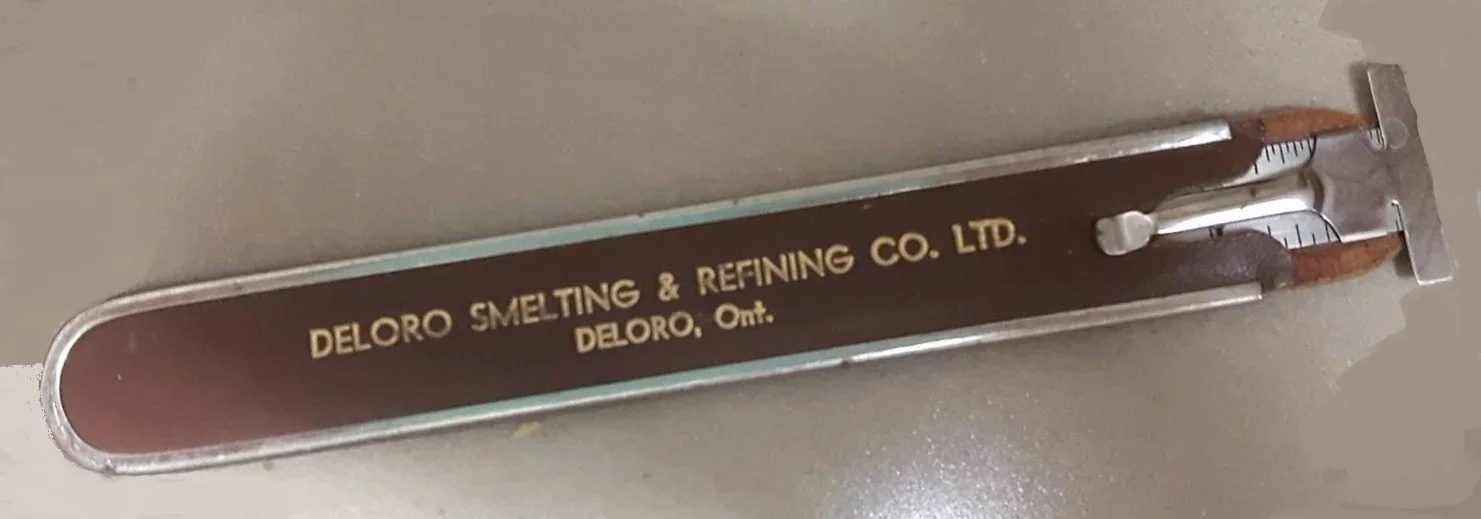 DELORO SMELTING & REFINING CO. LTD.
DELORO, Ont.